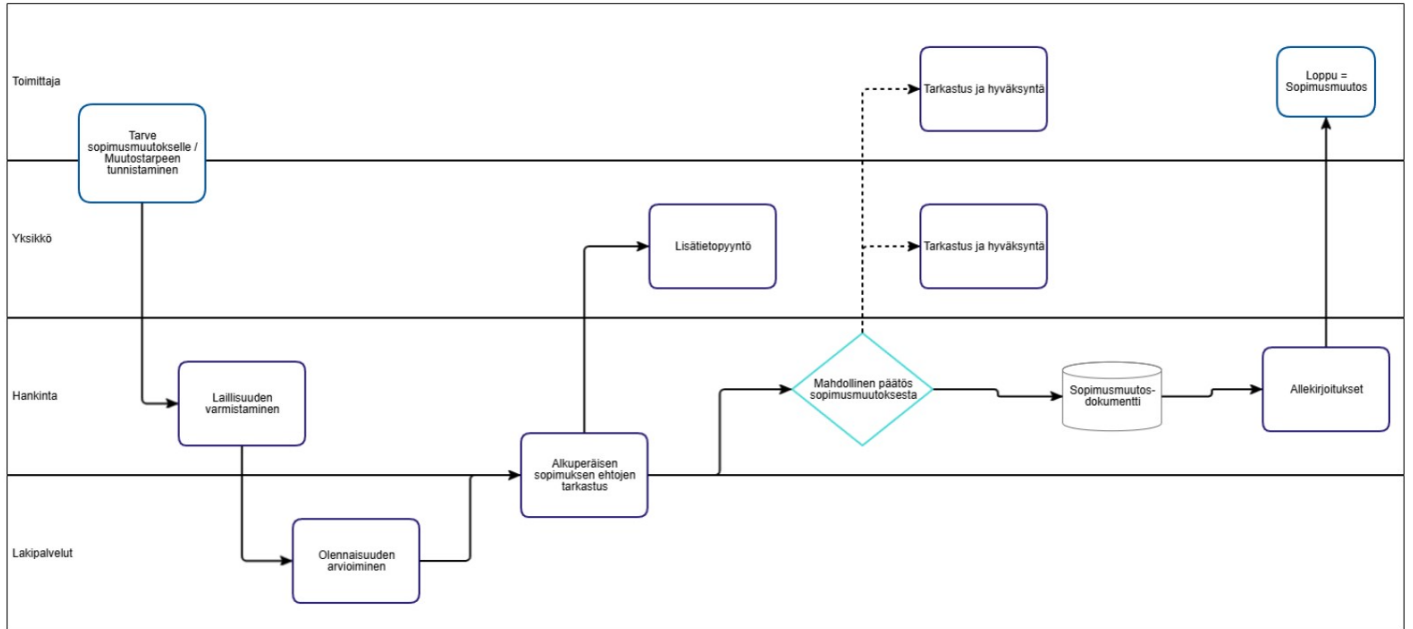 Toimittaja
Tarve
sopimusmuutokselle /
Muutostarpeen
tunnistaminen
Tarkastus ja hyväksyntä
Loppu =
Sopimusmuutos
Yksikkö
Lisätietopyyntö
Tarkastus ja hyväksyntä
Hankinta
Laillisuuden
varmistaminen
Alkuperäisen
sopimuksen ehtojen
tarkastus
Mahdollinen päätös
sopimusmuutoksesta
Sopimusmuutos-
dokumentti
Allekirjoitukset
Lakipalvelut
Olennaisuuden
arvioiminen